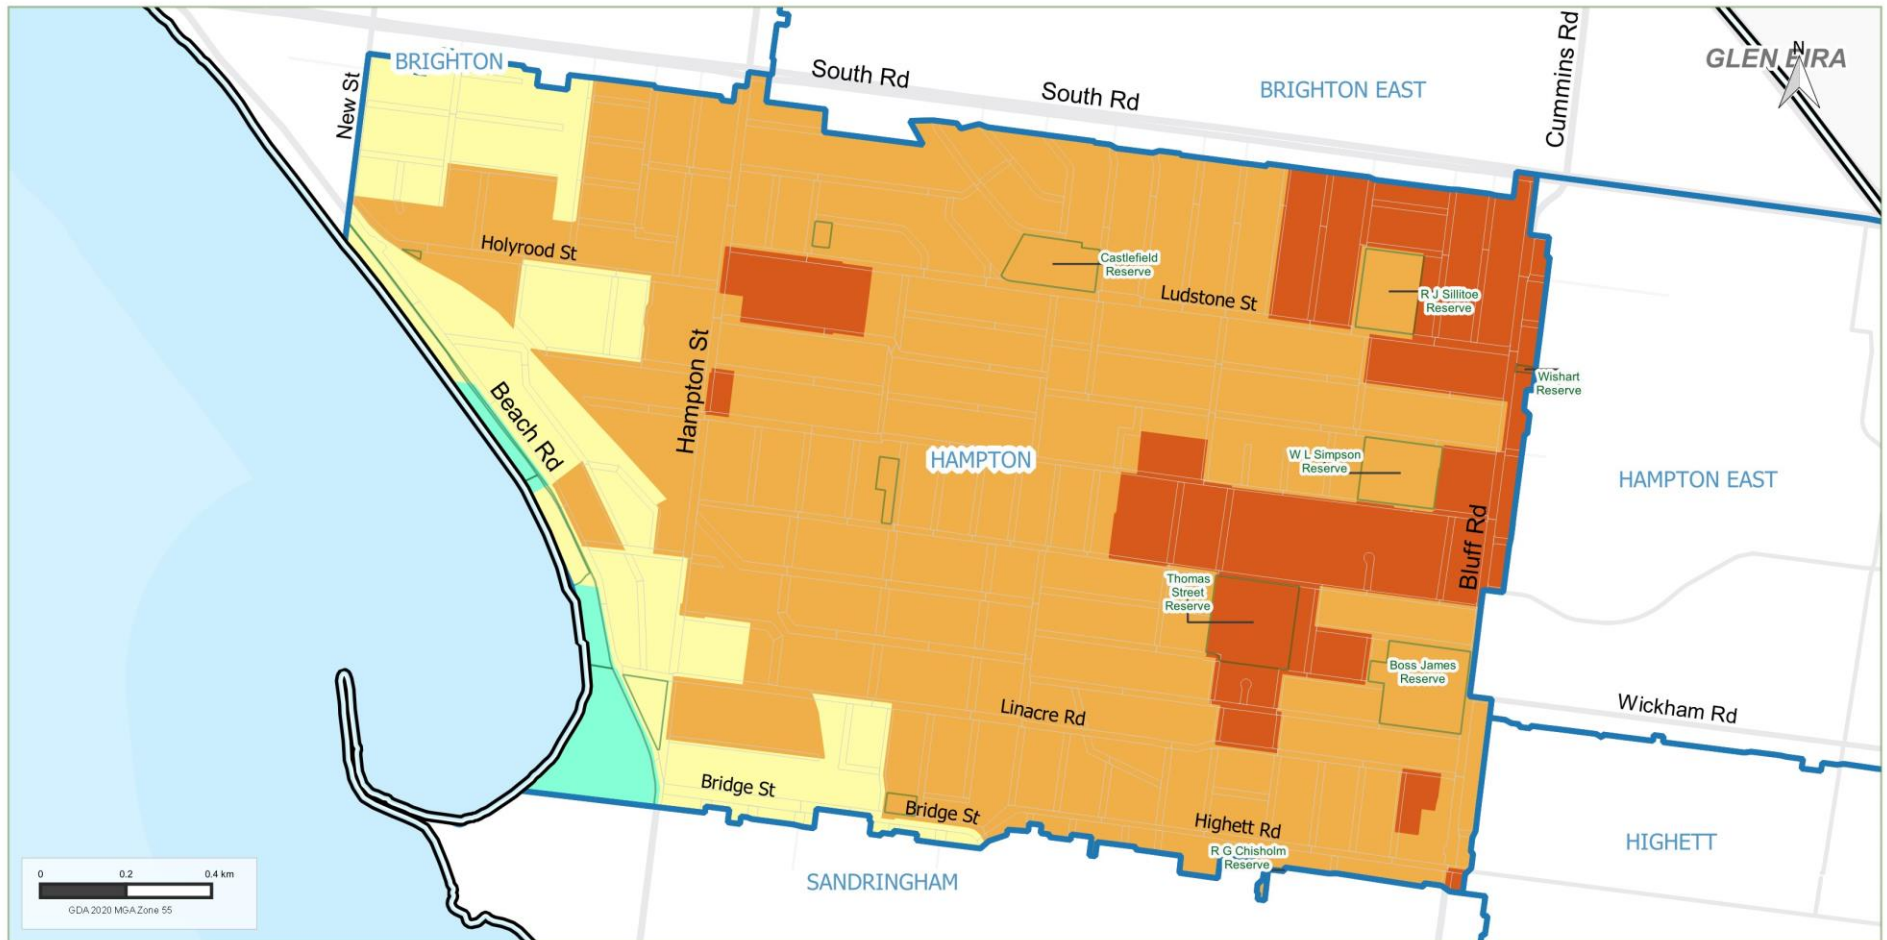 BRIGHTON
New St
South Rd
South Rd
BRIGHTON EAST
Cummins Rd
GLEN EIRA
N
Holyrood St
Castlefield
Reserve
Ludstone St
R J Sillitoe
Reserve
Hampton St
Wishart
Reserve
Beach Rd
HAMPTON
W L Simpson
Reserve
HAMPTON EAST
Bluff Rd
Thomas
Street
Reserve
Boss James
Reserve
Linacre Rd
Wickham Rd
Bridge St
Bridge St
Highett Rd
R G Chisholm
Reserve
HIGHETT
SANDRINGHAM
0 0.2 0.4 km
GDA 2020 MGA Zone 55